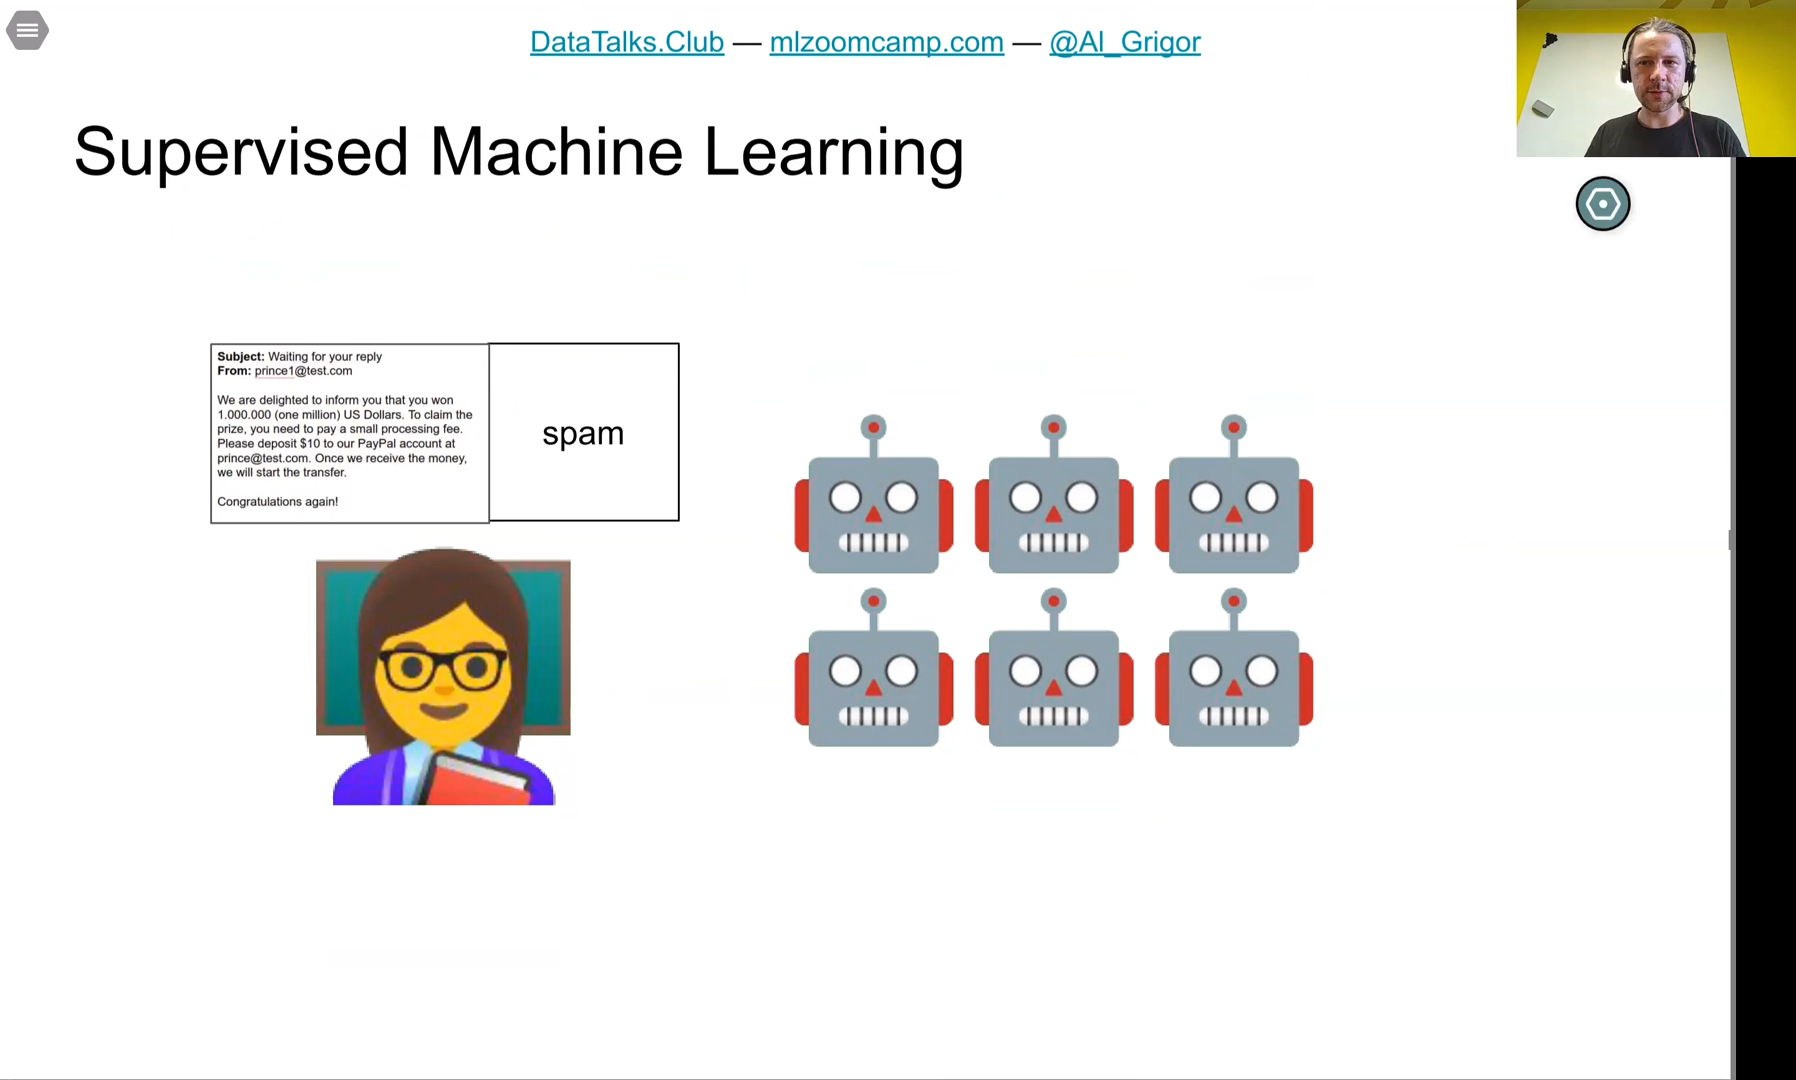 DataTalks.Club — mlzoomcamp.com — @Al_Grigor
Supervised Machine Learning
Subject: Waiting for your reply
From: prince1@test.com
We are delighted to inform you that you won
1.000.000 (one million) US Dollars. To claim the
prize, you need to pay a small processing fee.
Please deposit $10 to our PayPal account at
prince@test.com. Once we receive the money,
we will start the transfer.
Congratulations again!
spam